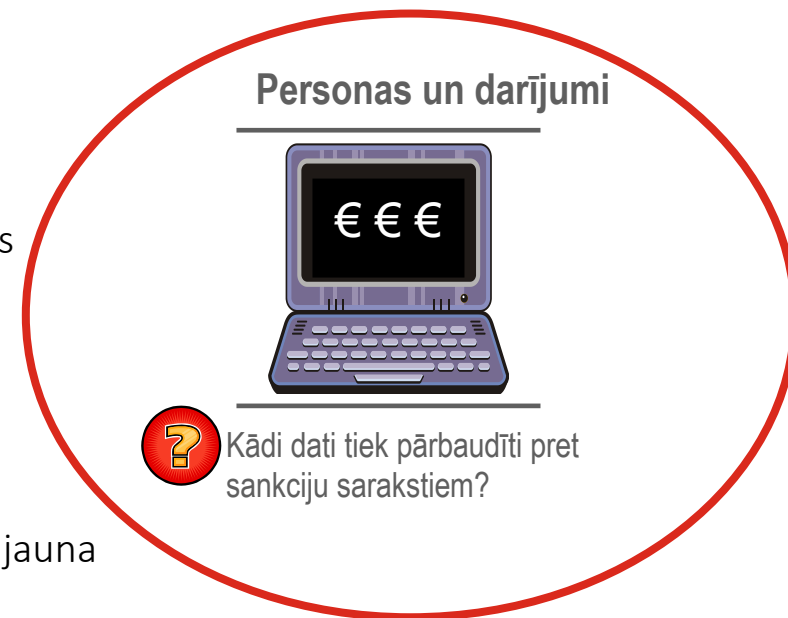 Personas un darījumi
€ € €
s
Kādi dati tiek pārbaudīti pret
sankciju sarakstiem?
jauna